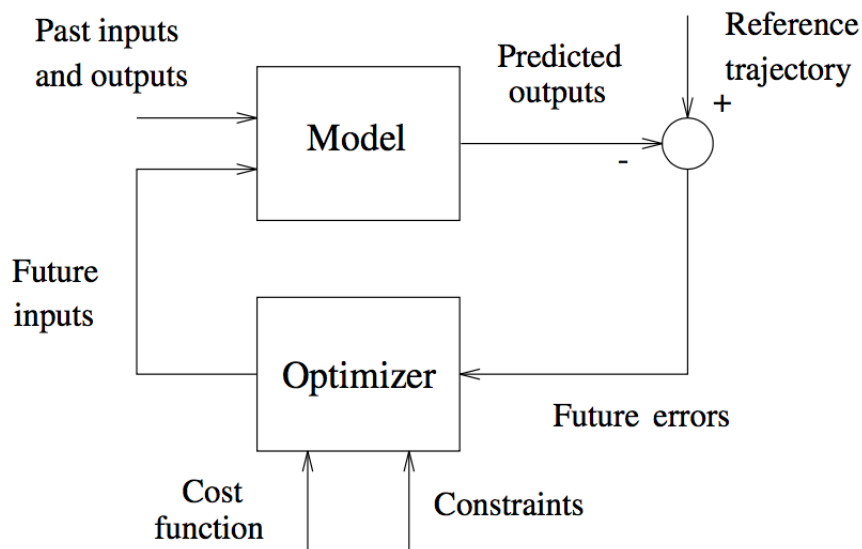 Past inputs
and outputs
Model
Predicted
outputs
Reference
trajectory
+
-
Future
inputs
Optimizer
Future errors
Cost
function
Constraints